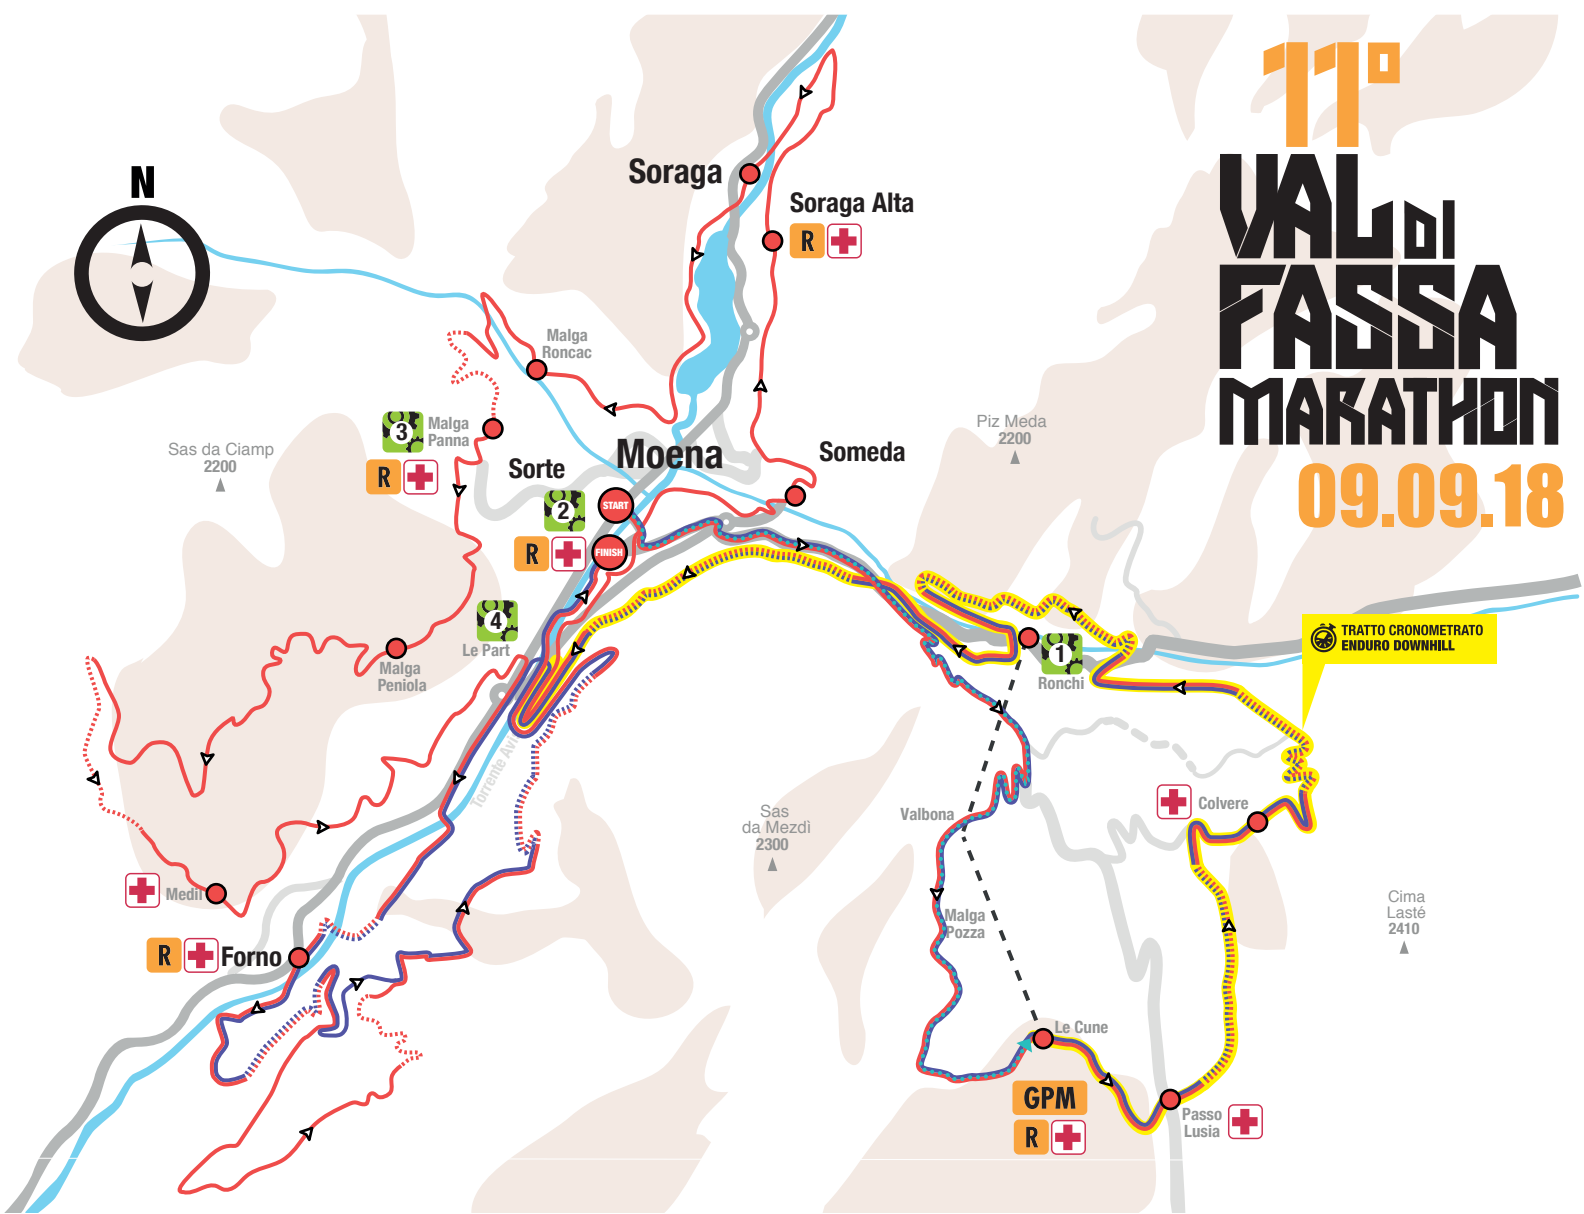 11°
VAL DI
FASSA
MARATHON
09.09.18
N
Soraga
Soraga Alta
R
Malga
Roncac
3
Malga
Panna
R
Sas da Ciamp
2200
Sorte
Moena
Someda
Piz Meda
2200
2
START
R
FINISH
4
Le Part
Malga
Peniola
1
Ronchi
TRATTO CRONOMETRATO
ENDURO DOWNHILL
Torrente Avi
Sas
da Mezdì
2300
Valbona
Colvere
Medil
Malga
Pozza
Cima
Lasté
2410
R
Forno
Le Cune
GPM
R
Passo
Lusia